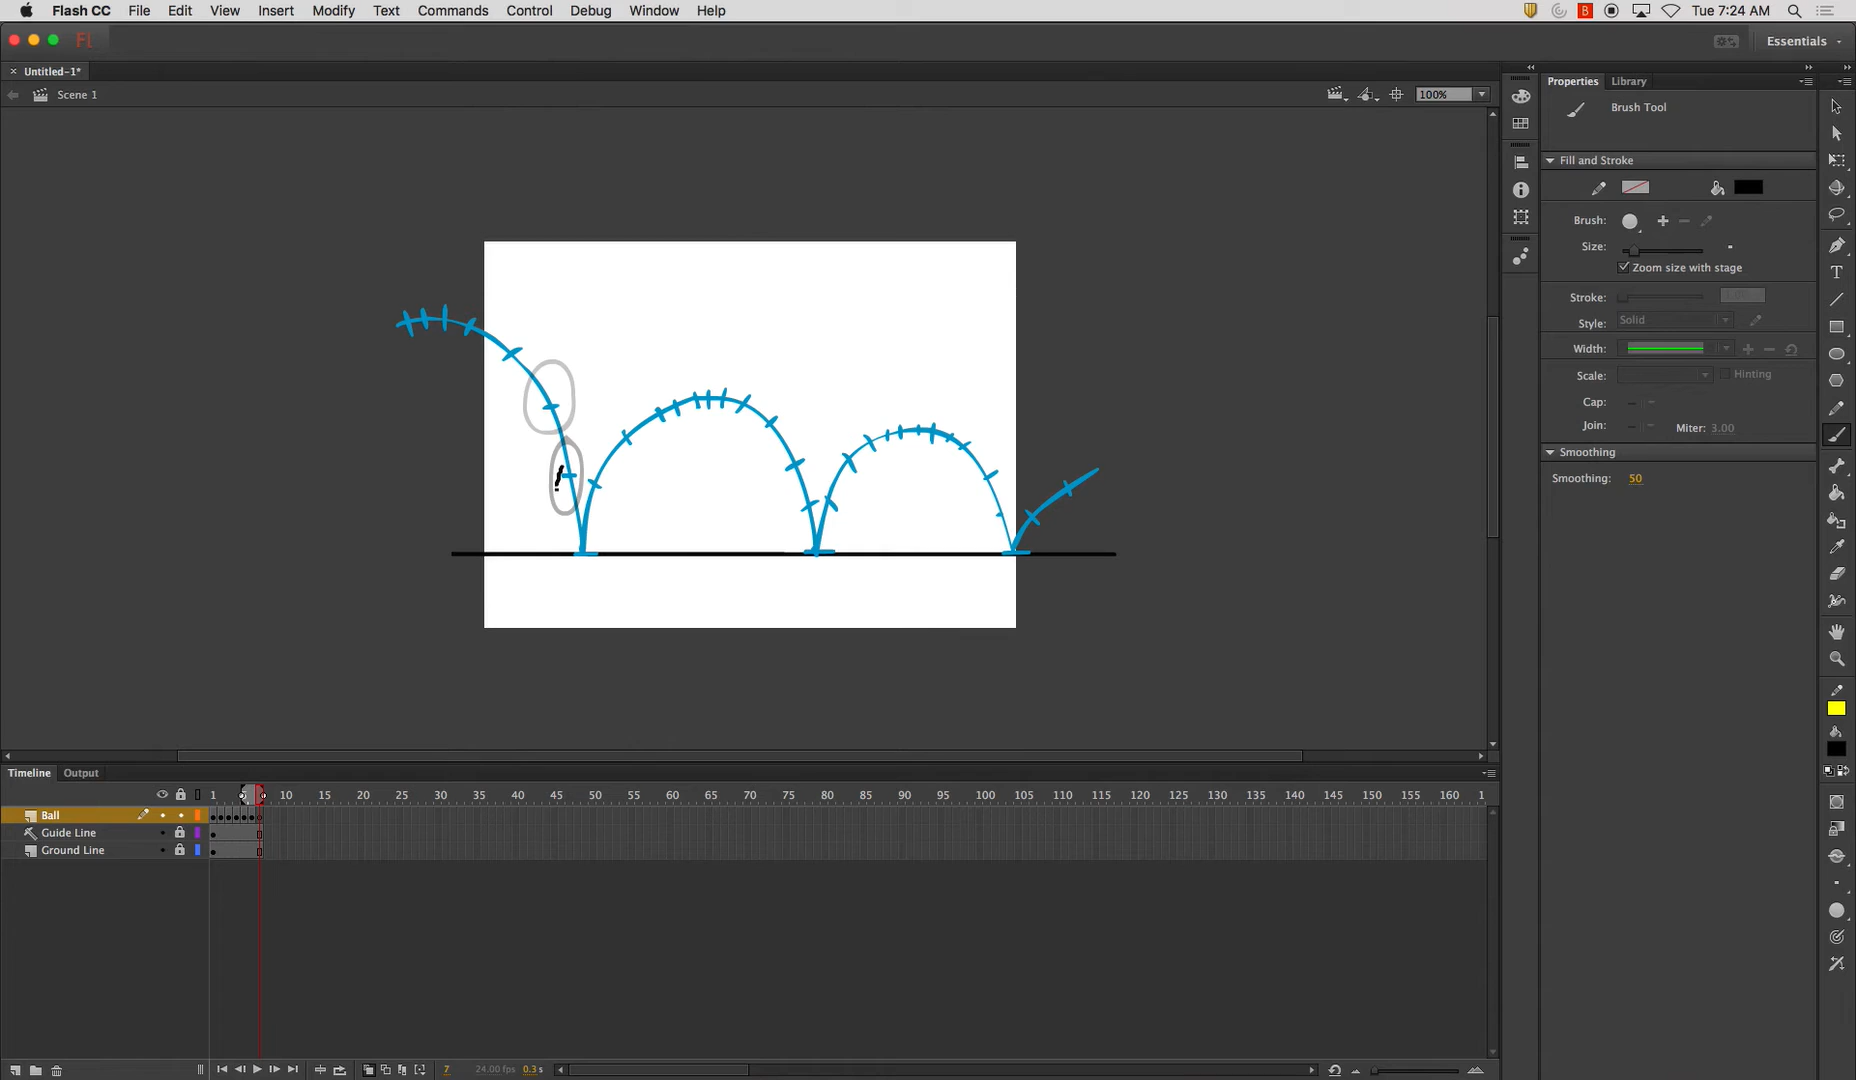 Flash CC File Edit View Insert Modify Text Commands Control Debug Window Help B Tue 7:24 AM
Fl Essentials
× Untitled-1* Properties Library
Scene 1 100%
Brush Tool
Fill and Stroke
Brush:
Size:
Zoom size with stage
Stroke:
Style: Solid
Width:
Scale: Hinting
Cap:
Join: Miter: 3.00
Smoothing
Smoothing: 50
Timeline Output
1 10 15 20 25 30 35 40 45 50 55 60 65 70 75 80 85 90 95 100 105 110 115 120 125 130 135 140 145 150 155 160 1
Ball
Guide Line
Ground Line
7 24.00 fps 0.3 s